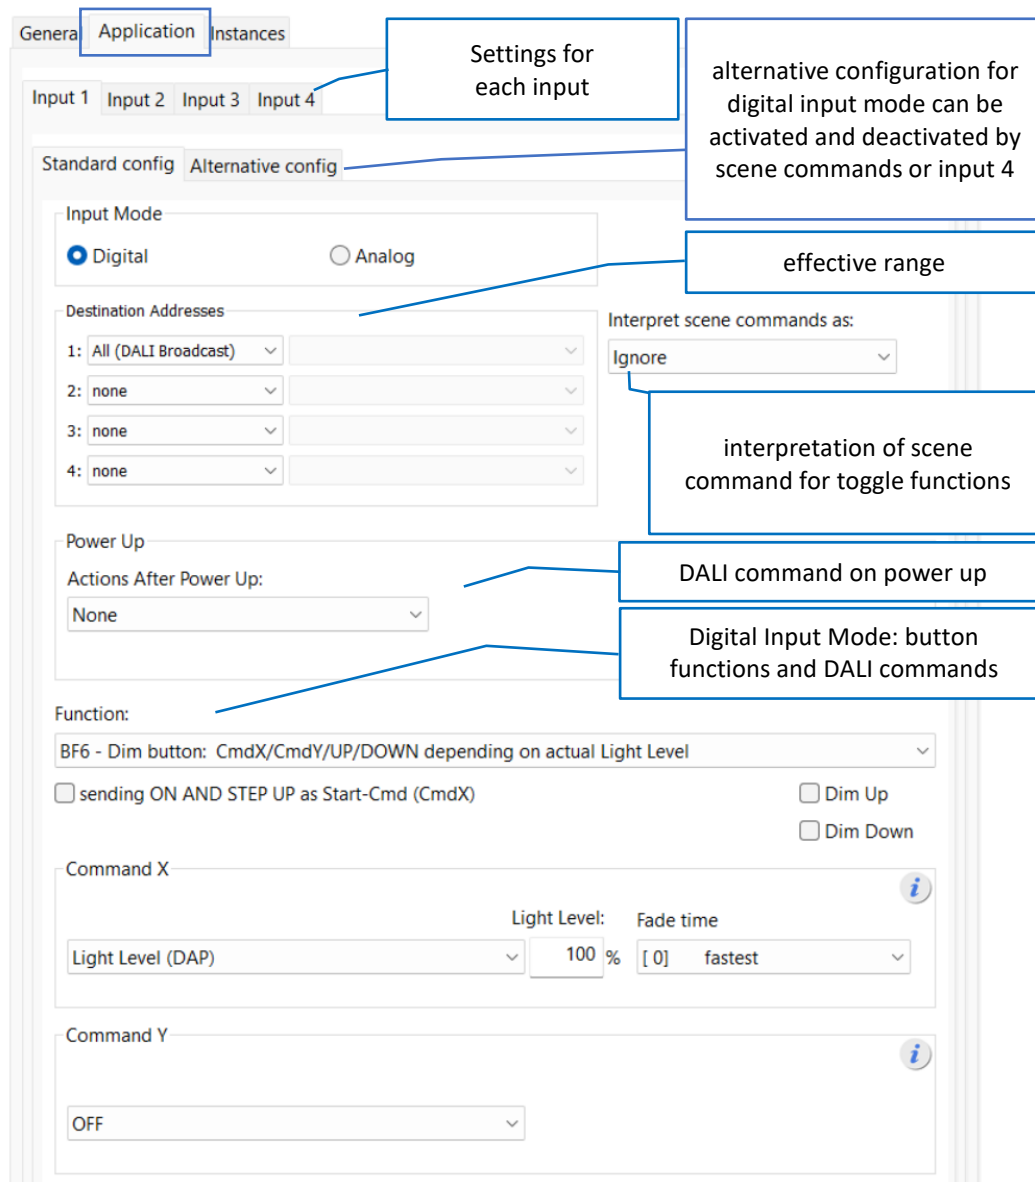 General Application Instances
Settings for
each input
alternative configuration for
digital input mode can be
activated and deactivated by
scene commands or input 4
Input 1 Input 2 Input 3 Input 4
Standard config Alternative config
Input Mode
Digital Analog
effective range
Destination Addresses
Interpret scene commands as:
1: All (DALI Broadcast)
Ignore
2: none
3: none
4: none
interpretation of scene
command for toggle functions
Power Up
Actions After Power Up:
None
DALI command on power up
Digital Input Mode: button
functions and DALI commands
Function:
BF6 - Dim button: CmdX/CmdY/UP/DOWN depending on actual Light Level
sending ON AND STEP UP as Start-Cmd (CmdX) Dim Up
Dim Down
Command X
i
Light Level: Fade time
Light Level (DAP) 100 % [ 0] fastest
Command Y
i
OFF